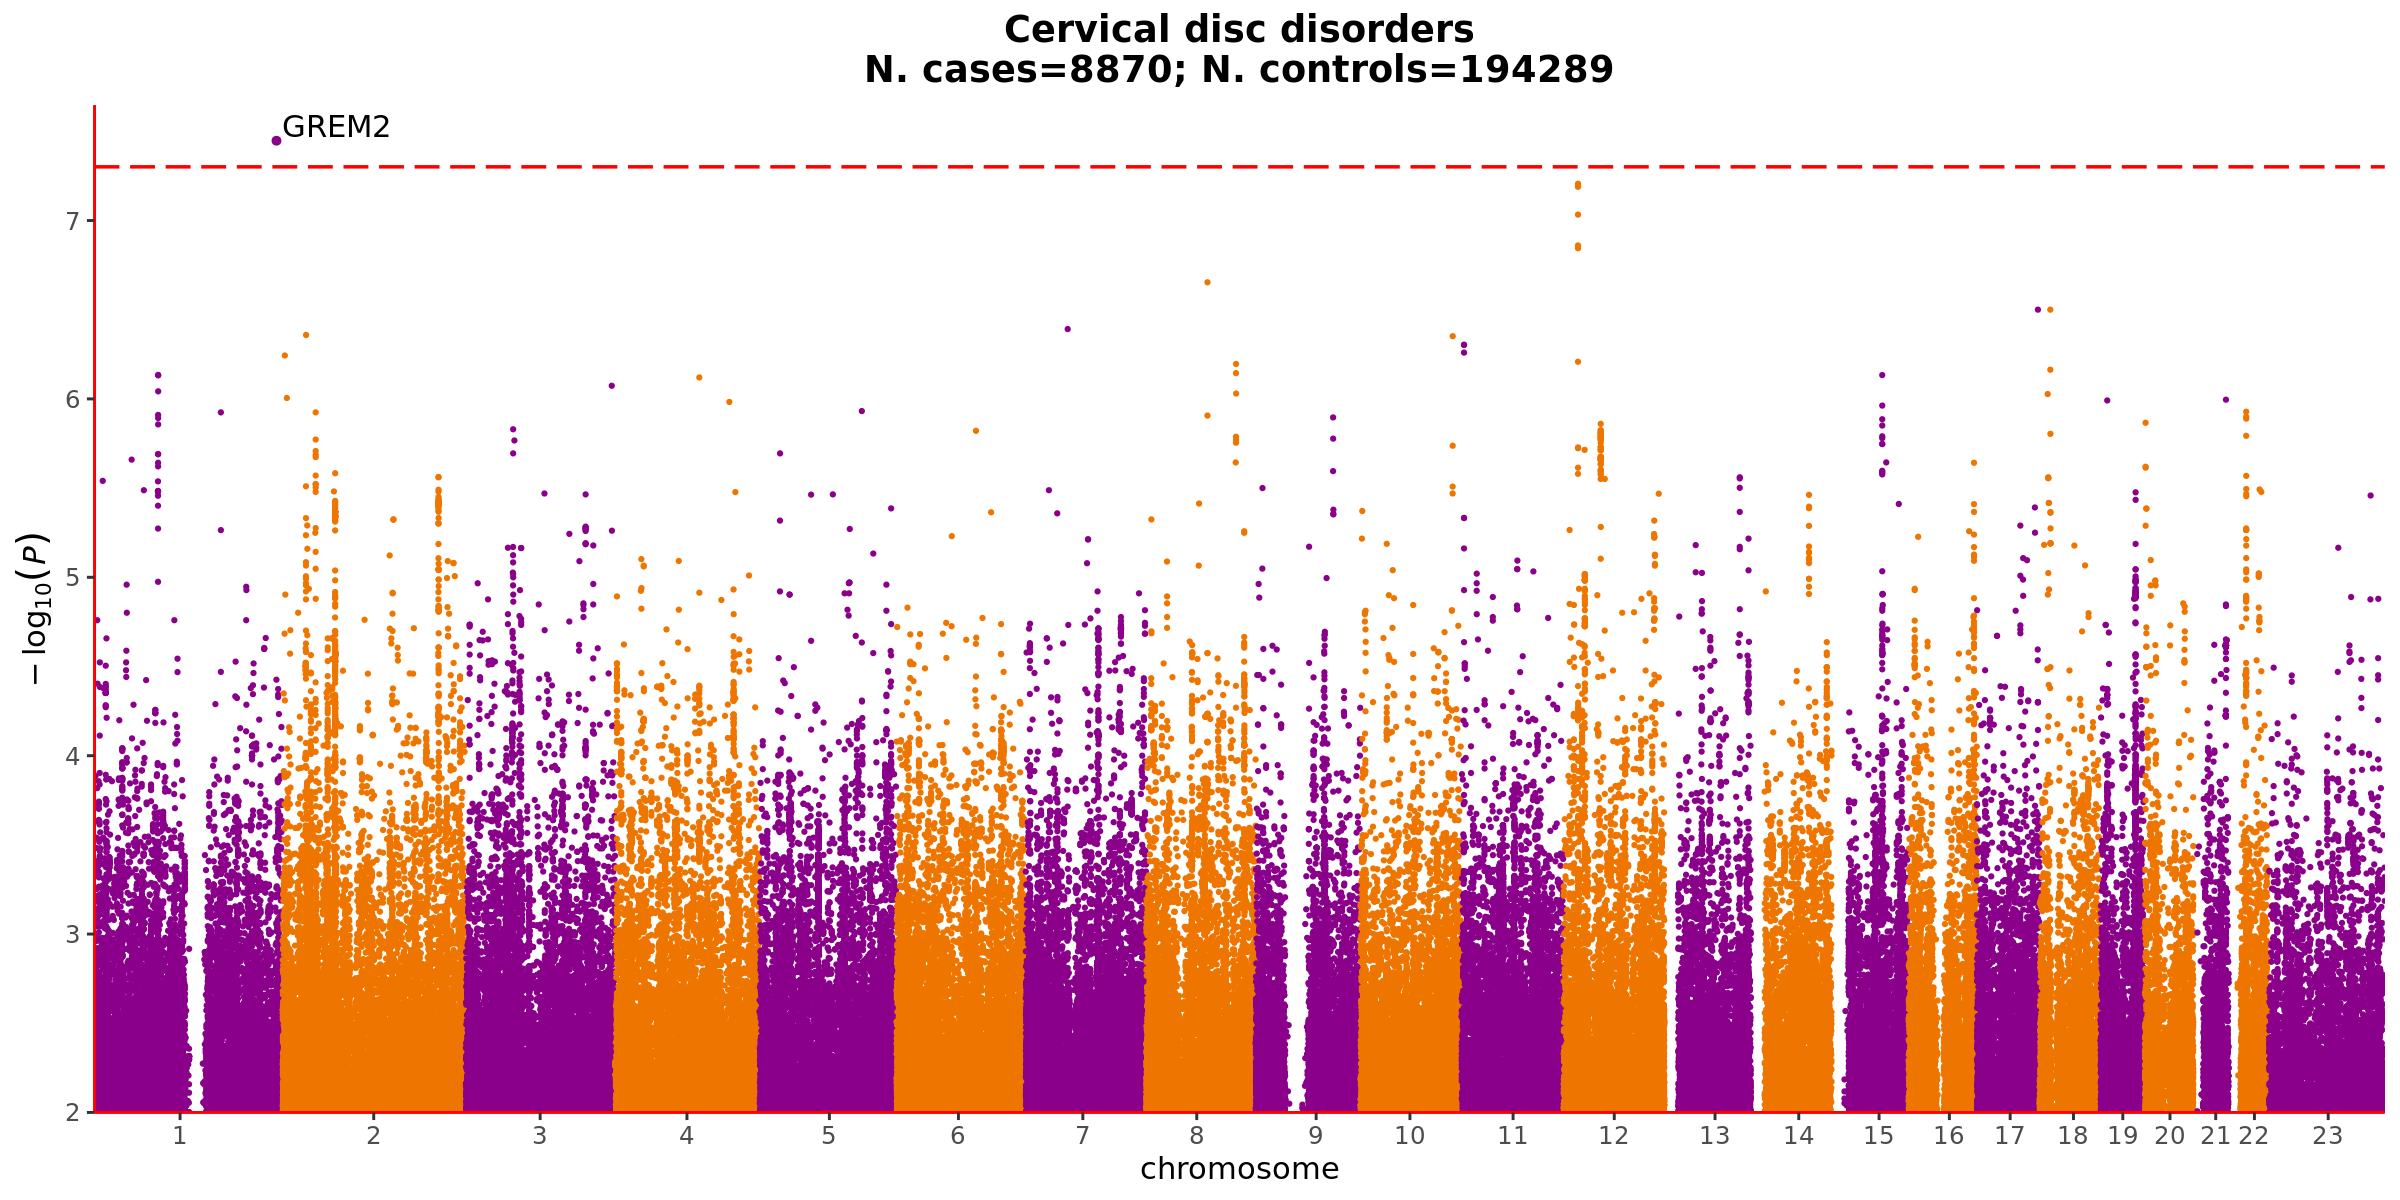 Cervical disc disorders
N. cases=8870; N. controls=194289
GREM2
7
6
5
4
3
2
−log10(P)
1 2 3 4 5 6 7 8 9 10 11 12 13 14 15 16 17 18 19 20 21 22 23
chromosome